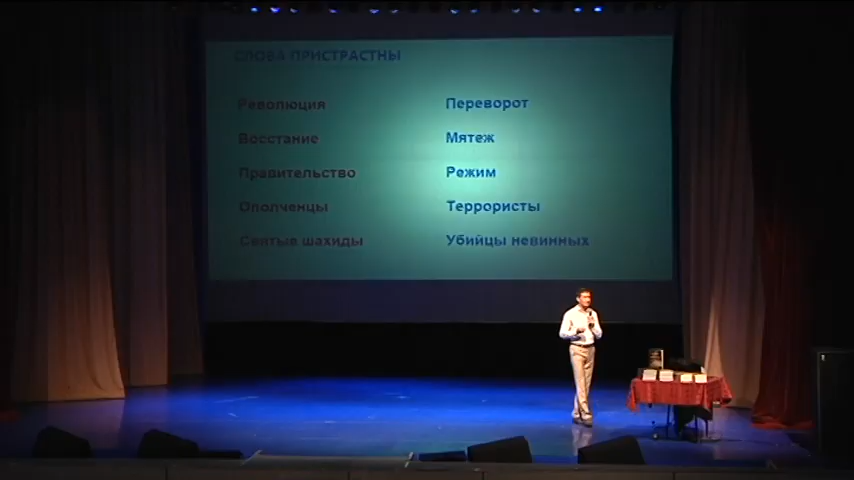 СЛОВА ПРИСТРАСТНЫ
Революция Переворот
Восстание Мятеж
Правительство Режим
Ополченцы Террористы
Святые шахиды Убийцы невинных